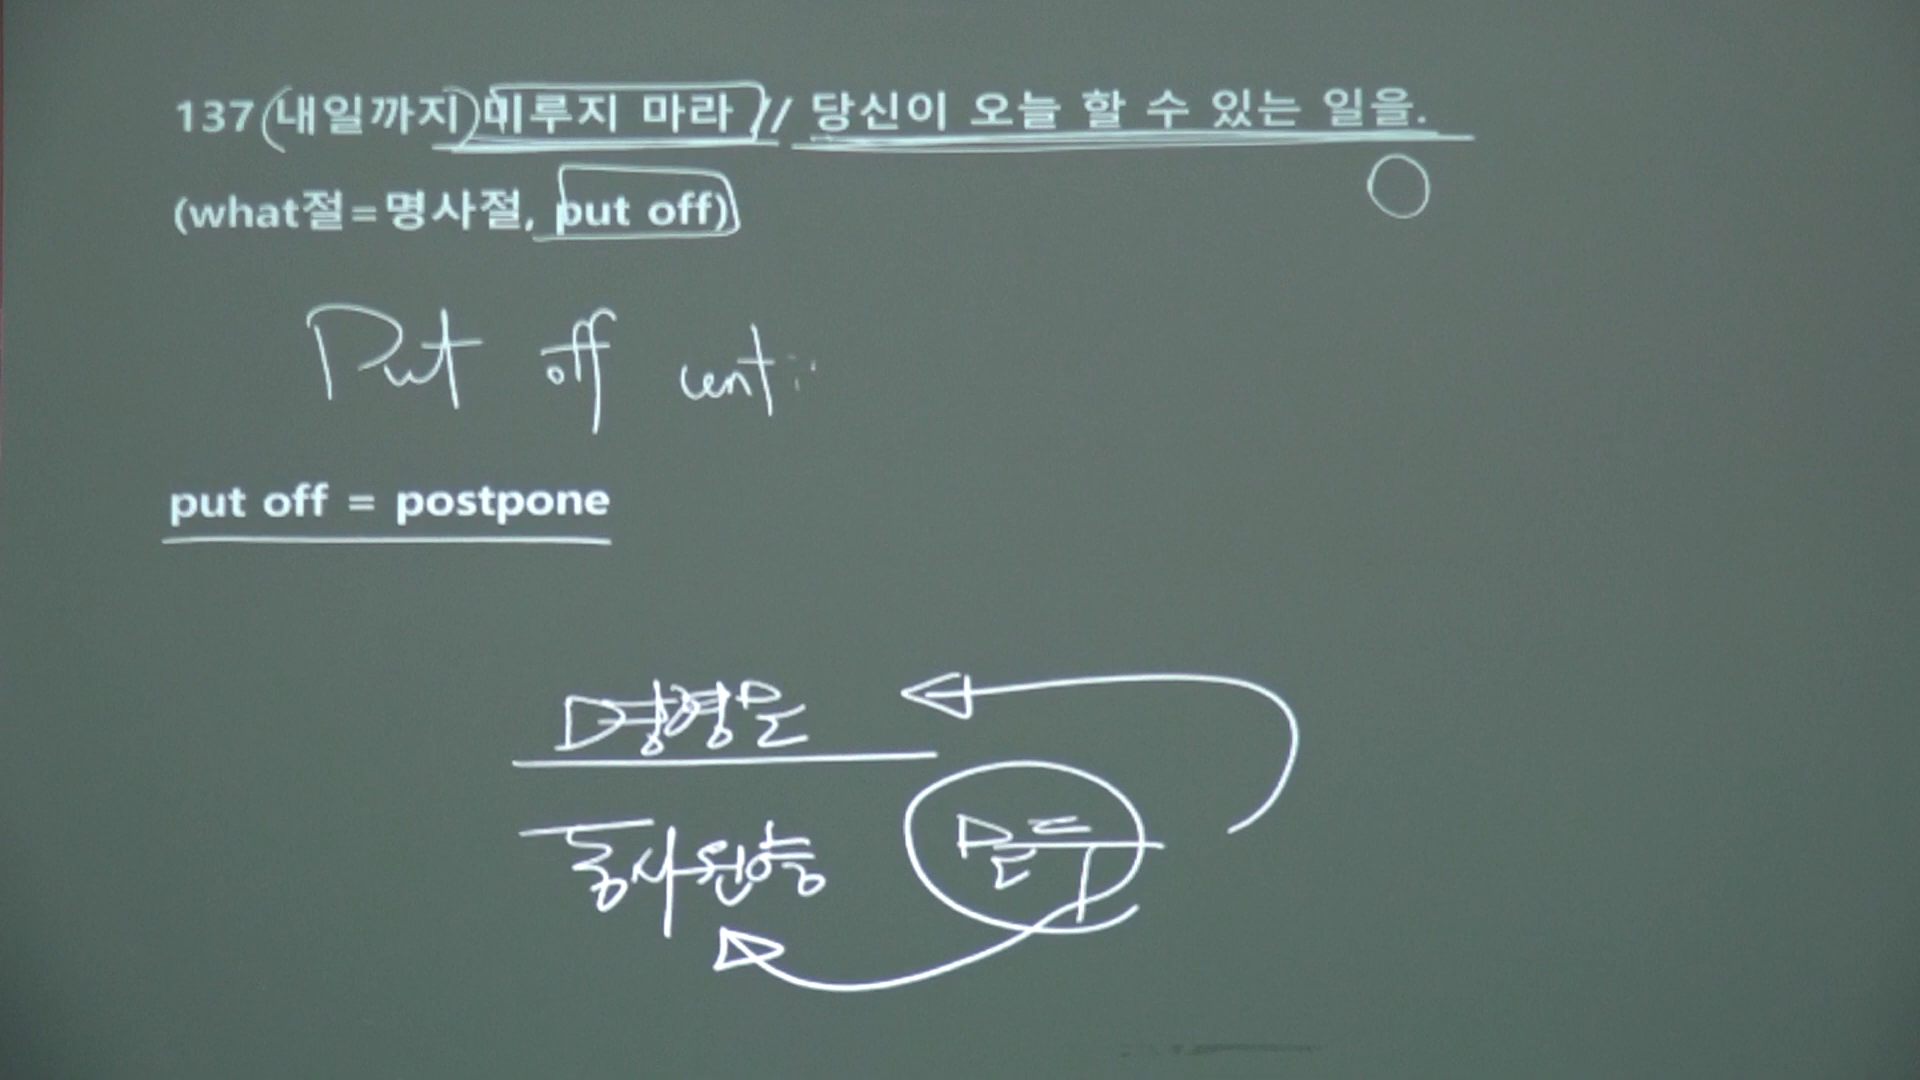 137 (내일까지) 미루지 마라 // 당신이 오늘 할 수 있는 일을.
(what절=명사절, put off)
Put off unti
put off = postpone
명령문
동사원형 문두